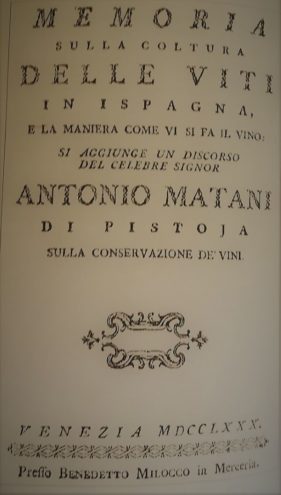 MEMORIA
SULLA COLTURA
DELLE VITI
IN ISPAGNA,
E LA MANIERA COME VI SI FA IL VINO:
SI AGGIUNGE UN DISCORSO
DEL CELEBRE SIGNOR
ANTONIO MATANI
DI PISTOJA
SULLA CONSERVAZIONE DE' VINI.
VENEZIA MDCCLXXX.
Presso BENEDETTO MILOCCO in Merceria.